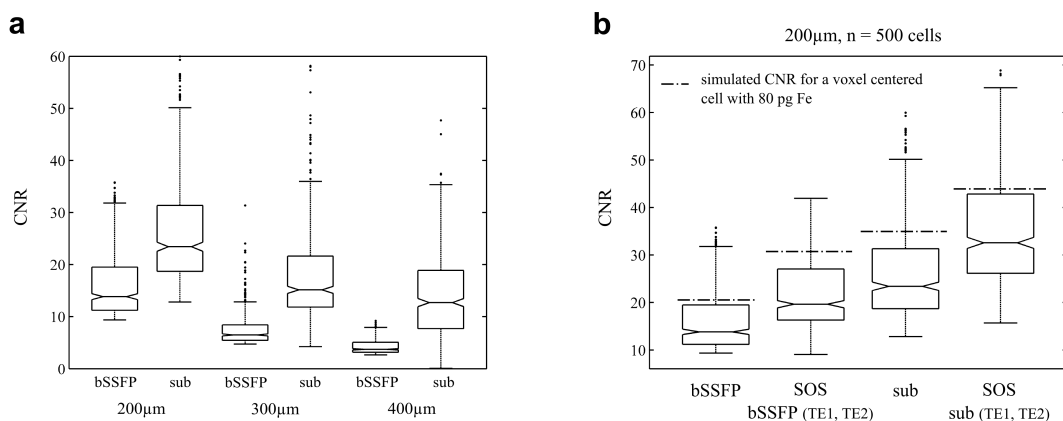 a
60
50
40
30
20
10
0
CNR
bSSFP sub bSSFP sub bSSFP sub
200µm 300µm 400µm
b
200µm, n = 500 cells
simulated CNR for a voxel centered
cell with 80 pg Fe
70
60
50
40
30
20
10
CNR
bSSFP SOS sub SOS
bSSFP (TE1, TE2) sub (TE1, TE2)